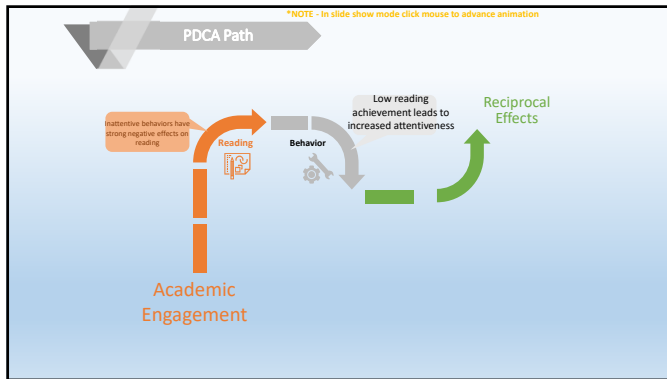 *NOTE - In slide show mode click mouse to advance animation
PDCA Path
Inattentive behaviors have
strong negative effects on
reading
Reading
Behavior
Low reading
achievement leads to
increased attentiveness
Reciprocal
Effects
Academic
Engagement